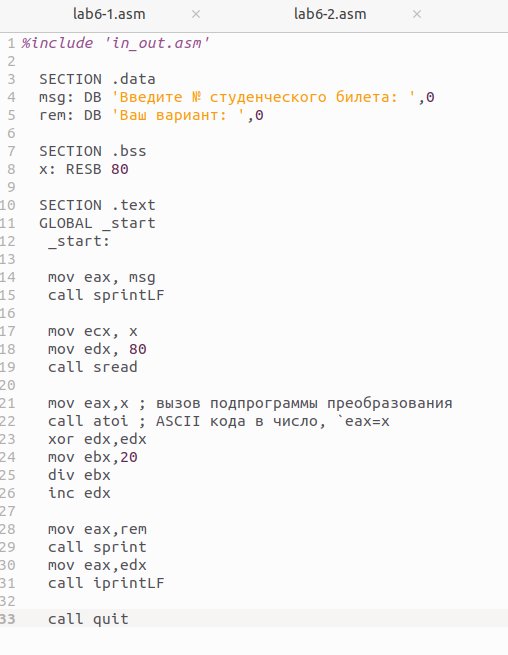 lab6-1.asm × lab6-2.asm ×
1 %include 'in_out.asm'
2
3 SECTION .data
4 msg: DB 'Введите № студенческого билета: ',0
5 rem: DB 'Ваш вариант: ',0
6
7 SECTION .bss
8 x: RESB 80
9
10 SECTION .text
11 GLOBAL _start
12 _start:
13
14 mov eax, msg
15 call sprintLF
16
17 mov ecx, x
18 mov edx, 80
19 call sread
20
21 mov eax,x ; вызов подпрограммы преобразования
22 call atoi ; ASCII кода в число, `eax=x
23 xor edx,edx
24 mov ebx,20
25 div ebx
26 inc edx
27
28 mov eax,rem
29 call sprint
30 mov eax,edx
31 call iprintLF
32
33 call quit